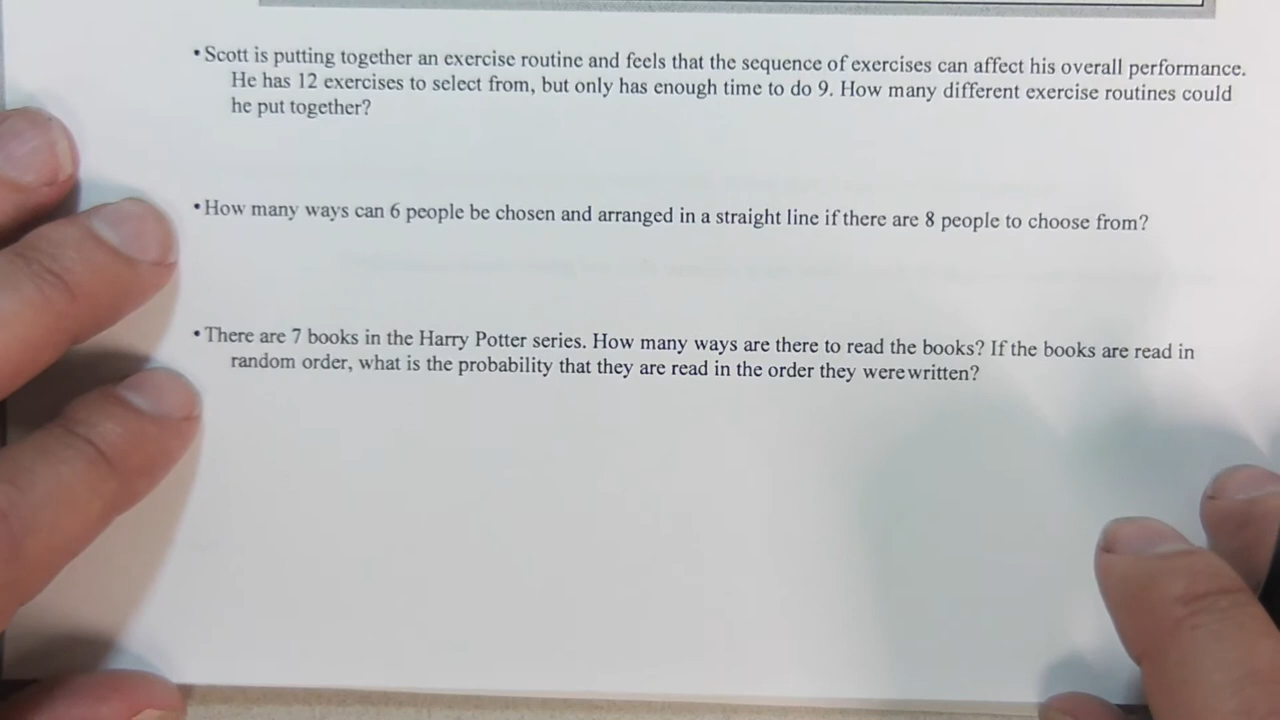 • Scott is putting together an exercise routine and feels that the sequence of exercises can affect his overall performance.
He has 12 exercises to select from, but only has enough time to do 9. How many different exercise routines could
he put together?
• How many ways can 6 people be chosen and arranged in a straight line if there are 8 people to choose from?
• There are 7 books in the Harry Potter series. How many ways are there to read the books? If the books are read in
random order, what is the probability that they are read in the order they were written?